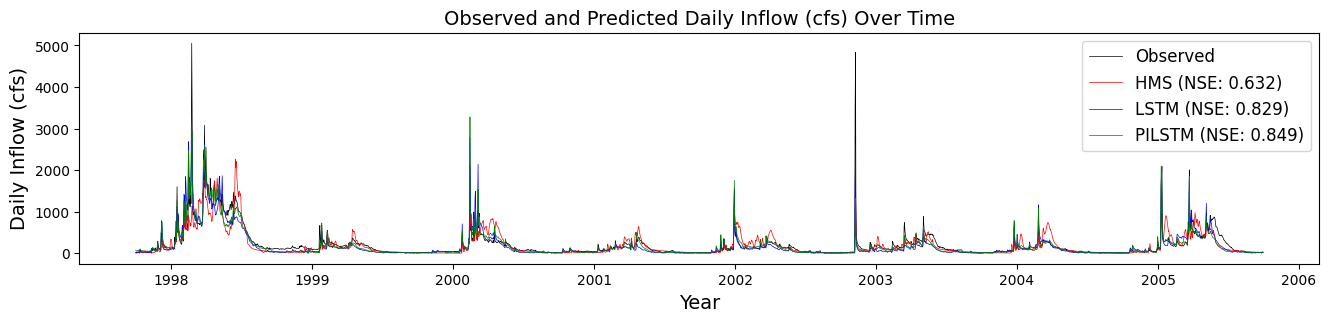 Observed and Predicted Daily Inflow (cfs) Over Time
Daily Inflow (cfs)
5000
4000
3000
2000
1000
0
Observed
HMS (NSE: 0.632)
LSTM (NSE: 0.829)
PILSTM (NSE: 0.849)
1998 1999 2000 2001 2002 2003 2004 2005 2006
Year